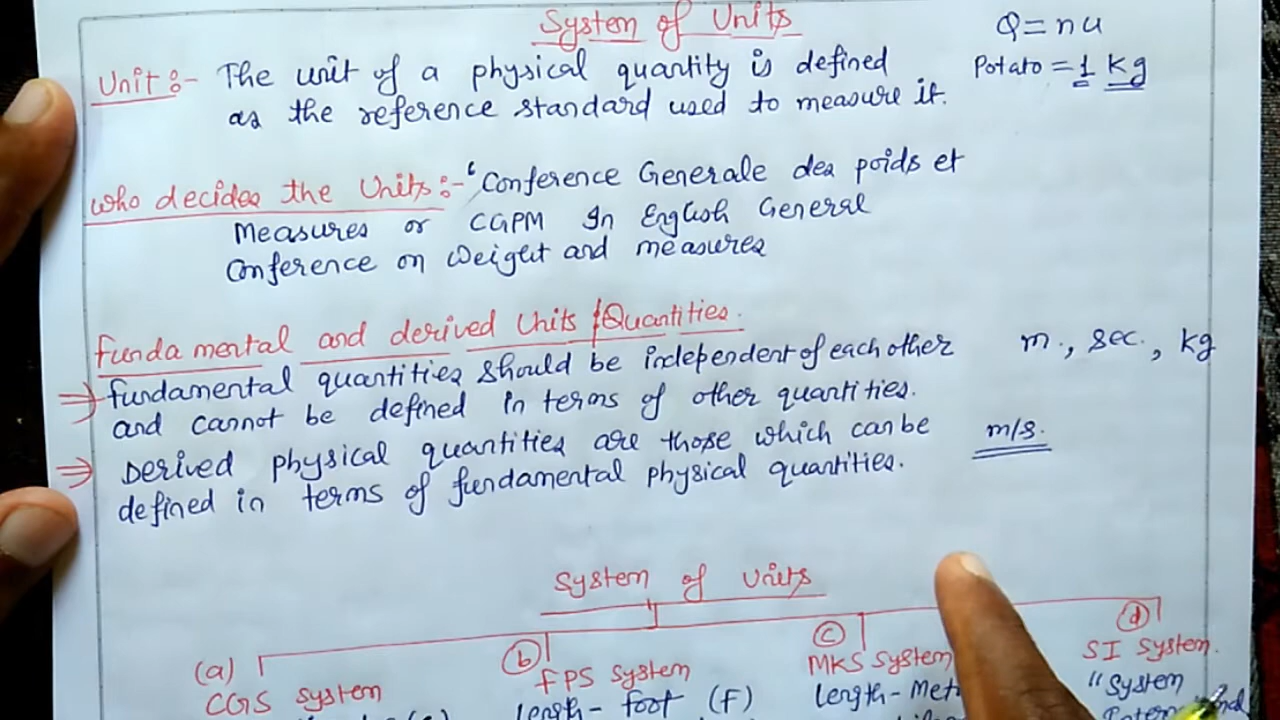 System of Units
Q = n u
Unit :- The unit of a physical quantity is defined
Potato = 1 Kg
as the reference standard used to measure it.
who decides the Units :- ‘Conference Generale des poids et
Measures or CGPM In English General
Conference on Weight and measures
fundamental and derived Units & Quantities.
⇒ fundamental quantities should be independent of each other
m., sec., kg
and cannot be defined in terms of other quantities.
⇒ Derived physical quantities are those which can be
m/s.
defined in terms of fundamental physical quantities.
System of Units
(a) (b) (c) (d)
CGS System FPS System MKS System SI System.
length - foot (F) length - "System